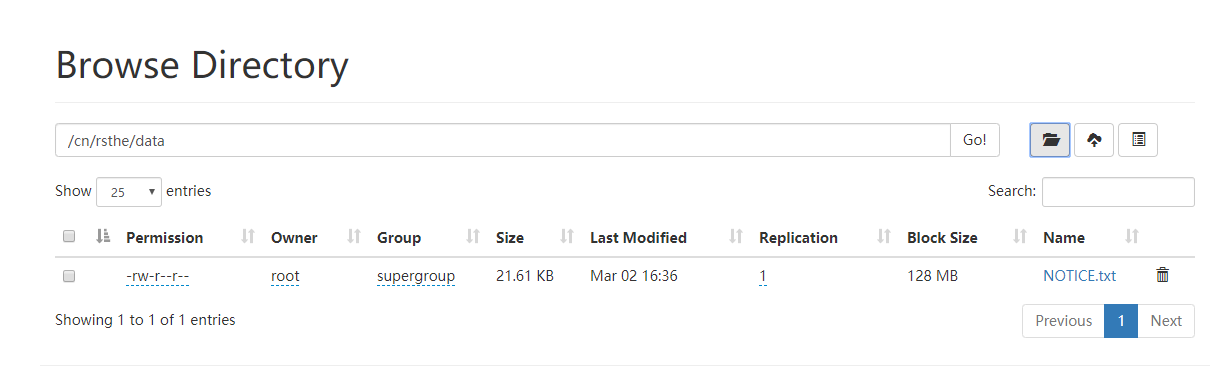 Browse Directory
/cn/rsthe/data Go!
Show 25 entries Search:
Permission Owner Group Size Last Modified Replication Block Size Name
-rw-r--r-- root supergroup 21.61 KB Mar 02 16:36 1 128 MB NOTICE.txt
Showing 1 to 1 of 1 entries Previous 1 Next